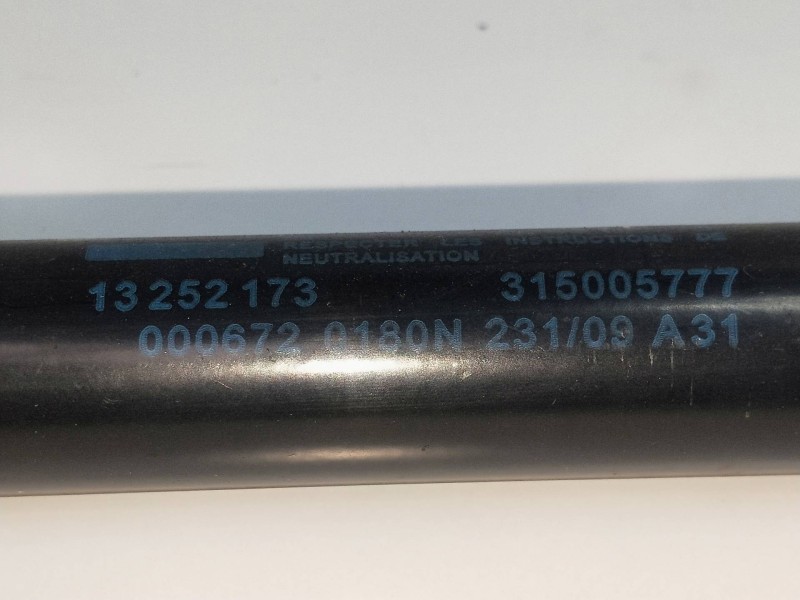 RESPECTER LES INSTRUCTIONS DE
NEUTRALISATION
13 252 173 315005777
000672 0180N 231/09 A31